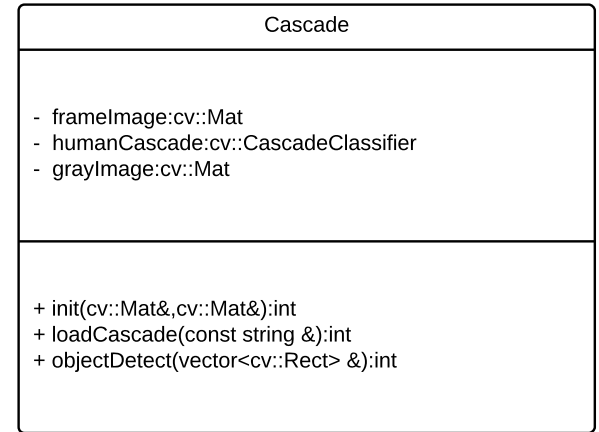 Cascade
- frameImage:cv::Mat
- humanCascade:cv::CascadeClassifier
- grayImage:cv::Mat
+ init(cv::Mat&,cv::Mat&):int
+ loadCascade(const string &):int
+ objectDetect(vector<cv::Rect> &):int